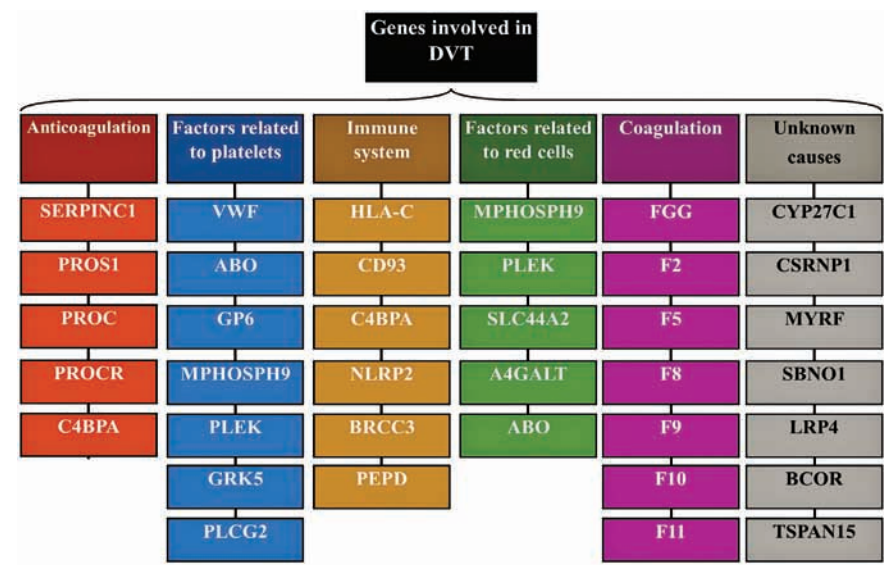 Genes involved in
DVT
Anticoagulation
SERPINC1
PROS1
PROC
PROCR
C4BPA
Factors related
to platelets
VWF
ABO
GP6
MPHOSPH9
PLEK
GRK5
PLCG2
Immune
system
HLA-C
CD93
C4BPA
NLRP2
BRCC3
PEPD
Factors related
to red cells
MPHOSPH9
PLEK
SLC44A2
A4GALT
ABO
Coagulation
FGG
F2
F5
F8
F9
F10
F11
Unknown
causes
CYP27C1
CSRNP1
MYRF
SBNO1
LRP4
BCOR
TSPAN15